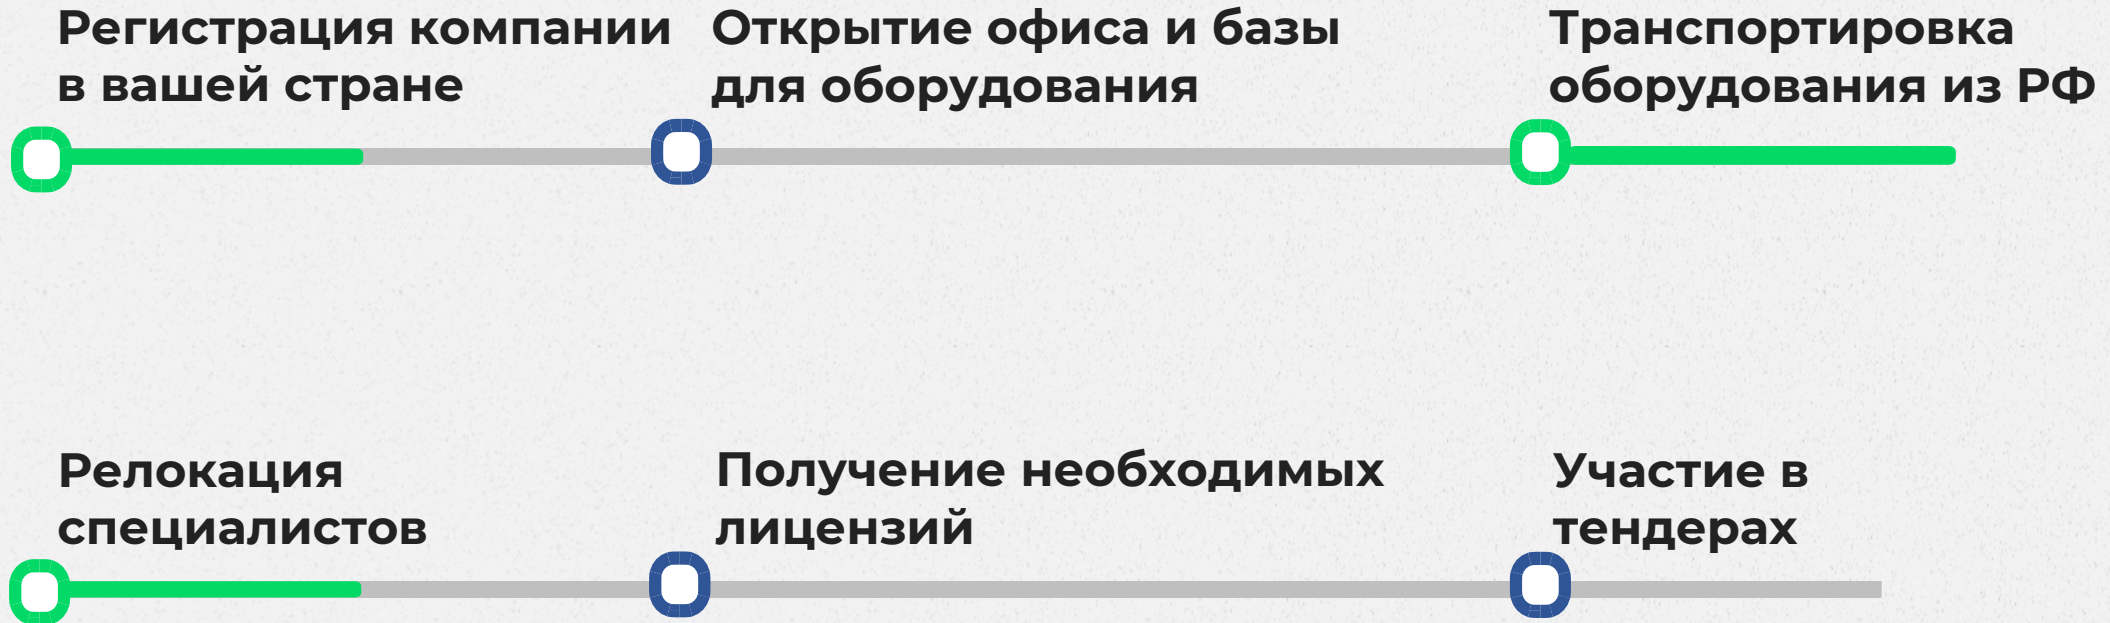 Регистрация компании
в вашей стране
Открытие офиса и базы
для оборудования
Транспортировка
оборудования из РФ
Релокация
специалистов
Получение необходимых
лицензий
Участие в
тендерах